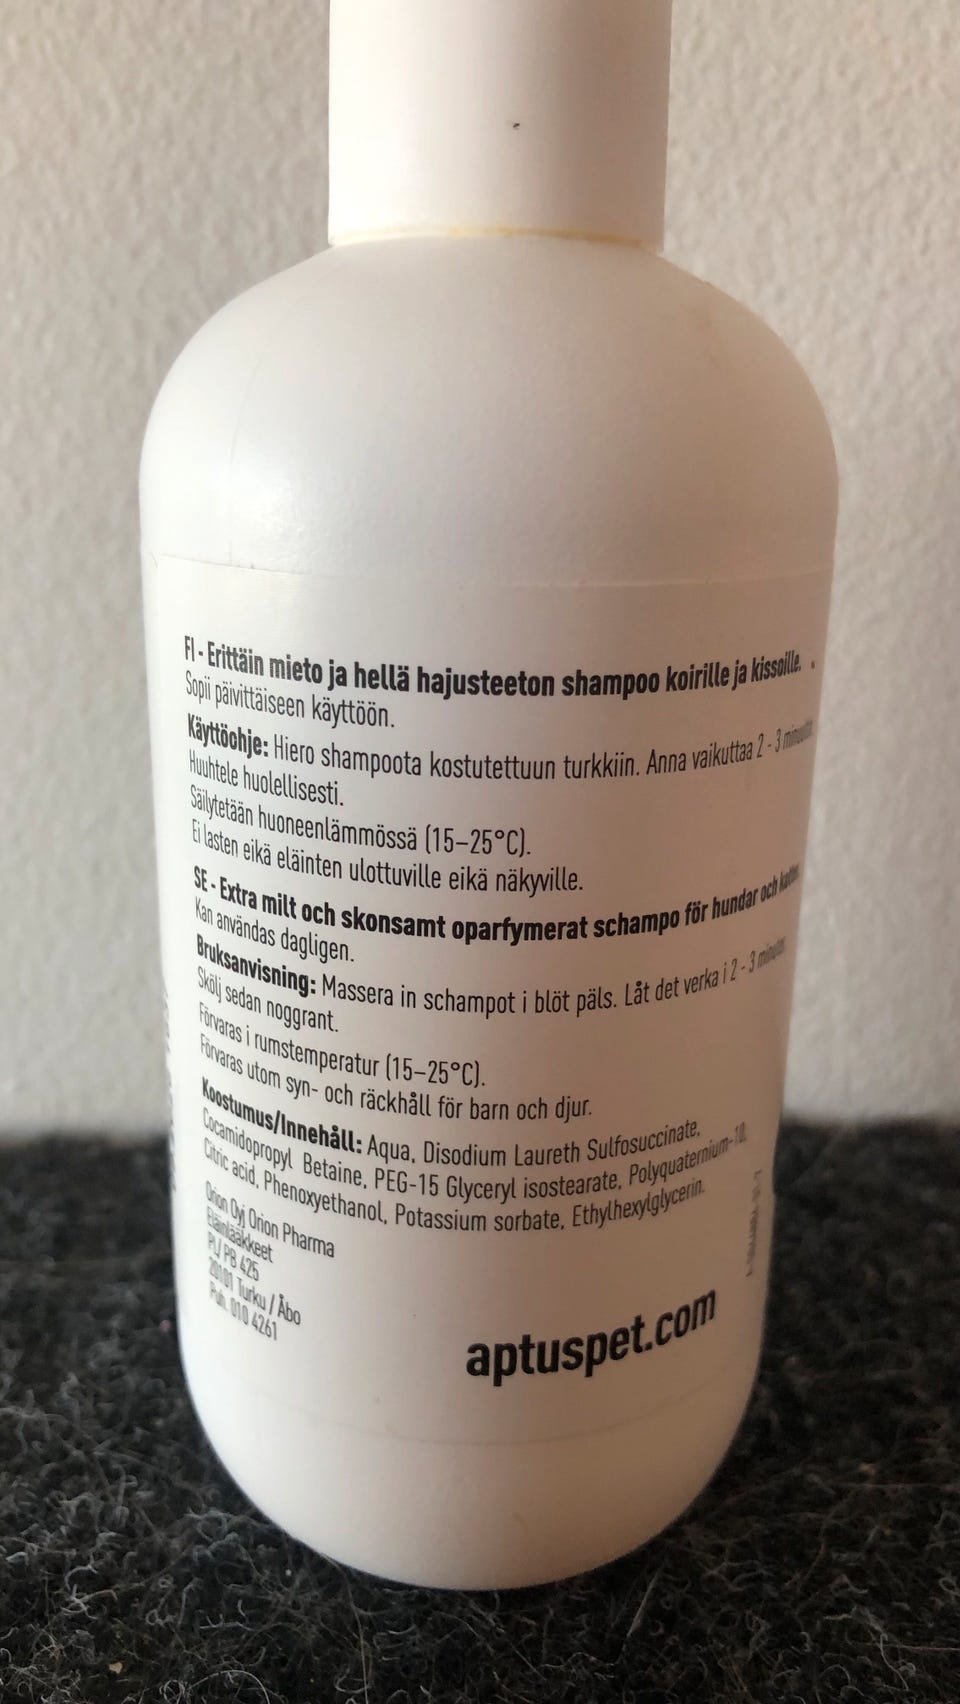 FI - Erittäin mieto ja hellä hajusteeton shampoo koirille ja kissoille.
Sopii päivittäiseen käyttöön.
Käyttöohje: Hiero shampoota kostutettuun turkkiin. Anna vaikuttaa 2 - 3 minuuttia.
Huuhtele huolellisesti.
Säilytetään huoneenlämmössä (15–25°C).
Ei lasten eikä eläinten ulottuville eikä näkyville.
SE - Extra milt och skonsamt oparfymerat schampo för hundar och katter.
Kan användas dagligen.
Bruksanvisning: Massera in schampot i blöt päls. Låt det verka i 2 - 3 minuter.
Skölj sedan noggrant.
Förvaras i rumstemperatur (15–25°C).
Förvaras utom syn- och räckhåll för barn och djur.
Koostumus/Innehåll: Aqua, Disodium Laureth Sulfosuccinate,
Cocamidopropyl Betaine, PEG-15 Glyceryl isostearate, Polyquaternium-10,
Citric acid, Phenoxyethanol, Potassium sorbate, Ethylhexylglycerin.
Orion Oyj Orion Pharma
Eläinlääkkeet
PL/ PB 425
20101 Turku / Åbo
Puh. 010 4261
aptuspet.com